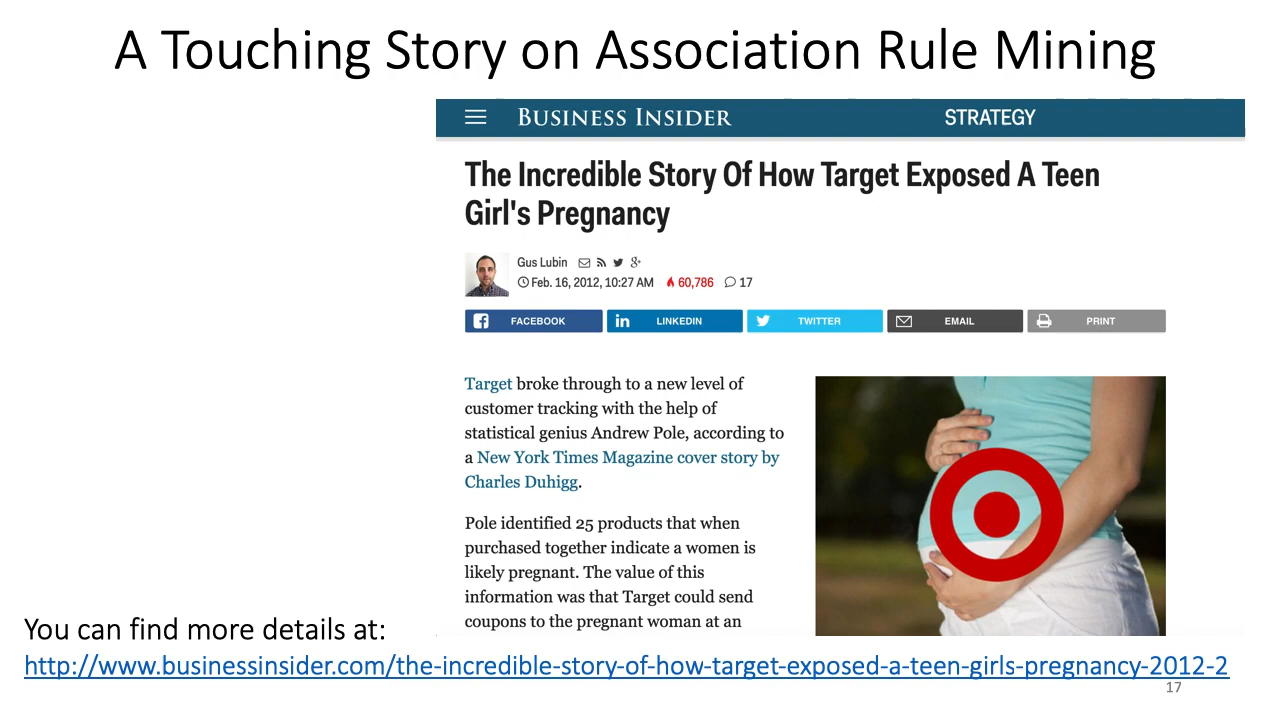 A Touching Story on Association Rule Mining
BUSINESS INSIDER
STRATEGY
The Incredible Story Of How Target Exposed A Teen
Girl's Pregnancy
Gus Lubin
Feb. 16, 2012, 10:27 AM 60,786 17
FACEBOOK
LINKEDIN
TWITTER
EMAIL
PRINT
Target broke through to a new level of
customer tracking with the help of
statistical genius Andrew Pole, according to
a New York Times Magazine cover story by
Charles Duhigg.
Pole identified 25 products that when
purchased together indicate a women is
likely pregnant. The value of this
information was that Target could send
coupons to the pregnant woman at an
You can find more details at:
http://www.businessinsider.com/the-incredible-story-of-how-target-exposed-a-teen-girls-pregnancy-2012-2
17